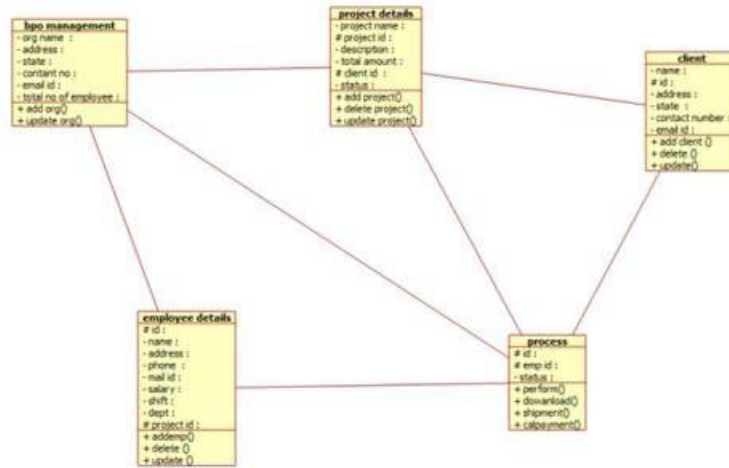 bpo management
- org name :
- address :
- state :
- contant no :
- email id :
- total no of employee :
+ add org()
+ update org()
project details
- project name :
# project id :
- description :
- total amount :
# client id :
- status :
+ add project()
+ delete project()
+ update project()
client
- name :
# id :
- address :
- state :
- contact number :
- email id :
+ add client ()
+ delete ()
+ update()
employee details
# id :
- name :
- address :
- phone :
- mail id :
- salary :
- shift :
- dept :
# project id :
+ addemp()
+ delete ()
+ update ()
process
# id :
# emp id :
- status :
+ perform()
+ dowanload()
+ shipment()
+ calpayment()